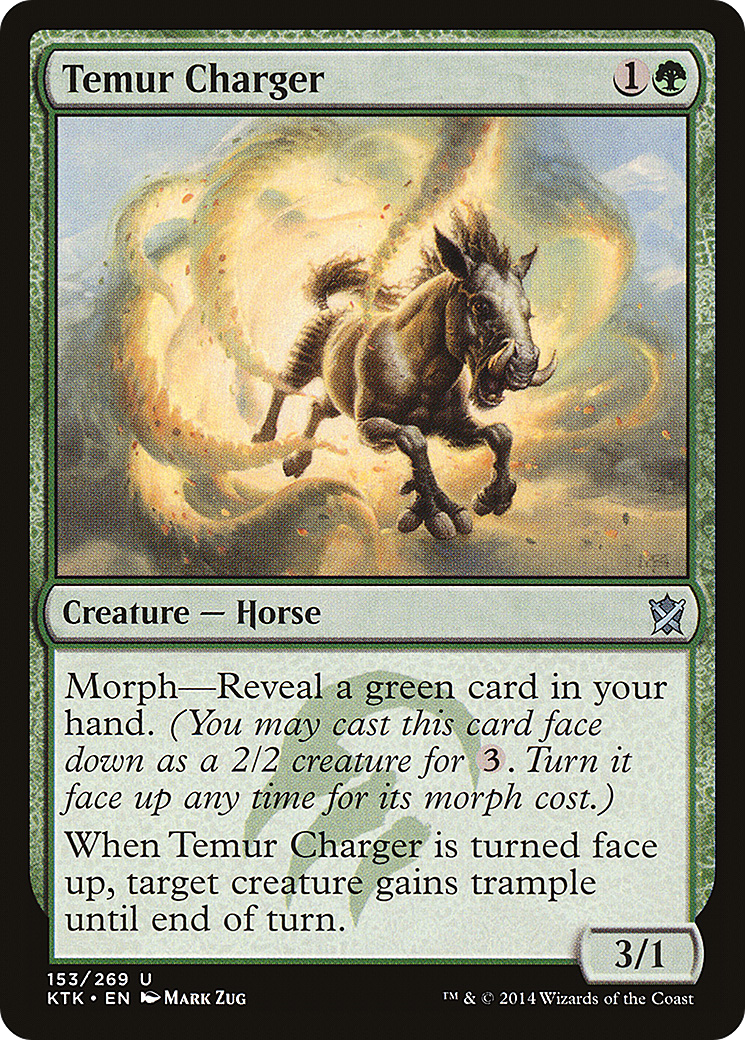 Temur Charger 1
Creature — Horse
Morph—Reveal a green card in your
hand. (You may cast this card face
down as a 2/2 creature for 3. Turn it
face up any time for its morph cost.)
When Temur Charger is turned face
up, target creature gains trample
until end of turn.
3/1
153/269 U
KTK • EN Mark Zug
™ & © 2014 Wizards of the Coast